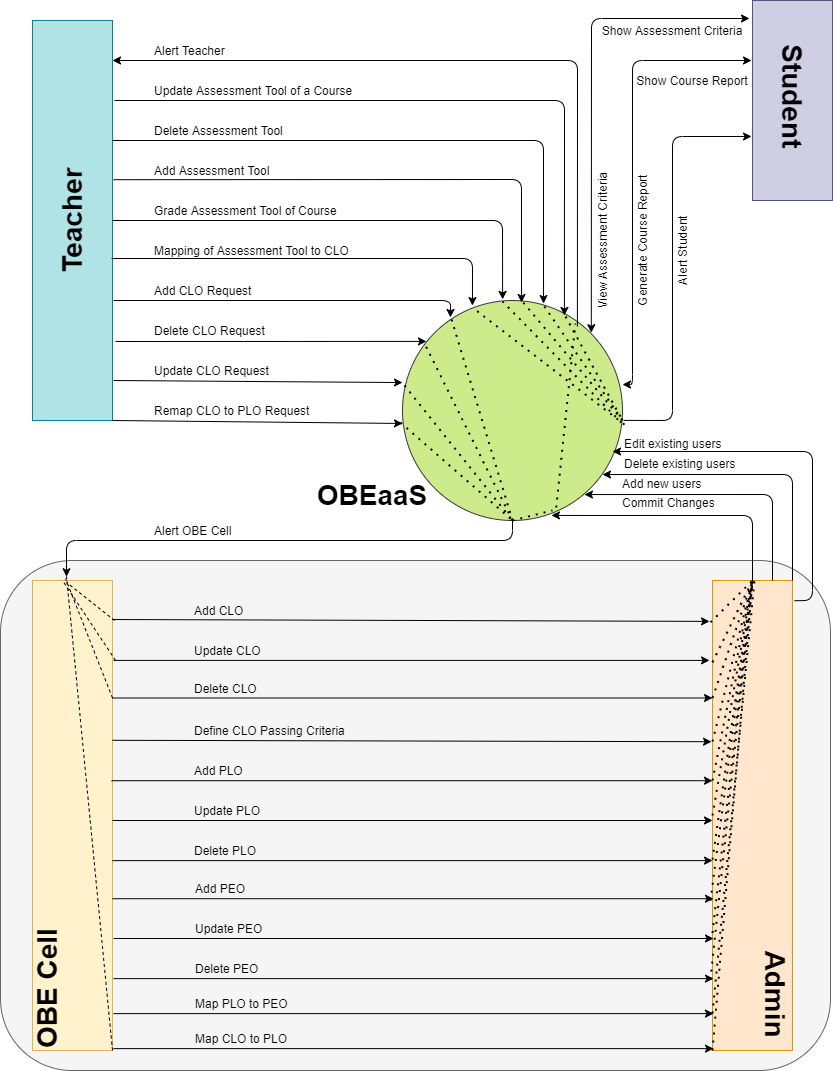 Teacher
Alert Teacher
Update Assessment Tool of a Course
Delete Assessment Tool
Add Assessment Tool
Grade Assessment Tool of Course
Mapping of Assessment Tool to CLO
Add CLO Request
Delete CLO Request
Update CLO Request
Remap CLO to PLO Request
Show Assessment Criteria
Show Course Report
Student
View Assessment Criteria
Generate Course Report
Alert Student
OBEaaS
Edit existing users
Delete existing users
Add new users
Commit Changes
Alert OBE Cell
OBE Cell
Add CLO
Update CLO
Delete CLO
Define CLO Passing Criteria
Add PLO
Update PLO
Delete PLO
Add PEO
Update PEO
Delete PEO
Map PLO to PEO
Map CLO to PLO
Admin